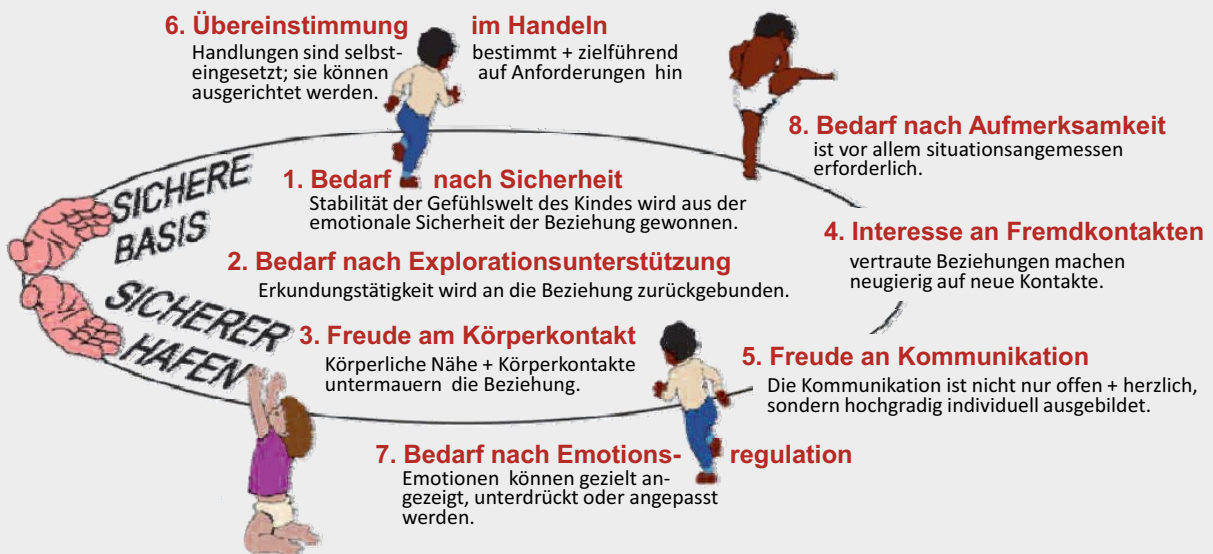 6. Übereinstimmung im Handeln
Handlungen sind selbst- bestimmt + zielführend
eingesetzt; sie können auf Anforderungen hin
ausgerichtet werden.
8. Bedarf nach Aufmerksamkeit
ist vor allem situationsangemessen
erforderlich.
SICHERE
BASIS
1. Bedarf nach Sicherheit
Stabilität der Gefühlswelt des Kindes wird aus der
emotionale Sicherheit der Beziehung gewonnen.
4. Interesse an Fremdkontakten
vertraute Beziehungen machen
neugierig auf neue Kontakte.
2. Bedarf nach Explorationsunterstützung
Erkundungstätigkeit wird an die Beziehung zurückgebunden.
SICHERER
HAFEN
3. Freude am Körperkontakt
Körperliche Nähe + Körperkontakte
untermauern die Beziehung.
5. Freude an Kommunikation
Die Kommunikation ist nicht nur offen + herzlich,
sondern hochgradig individuell ausgebildet.
7. Bedarf nach Emotions- regulation
Emotionen können gezielt an-
gezeigt, unterdrückt oder angepasst
werden.